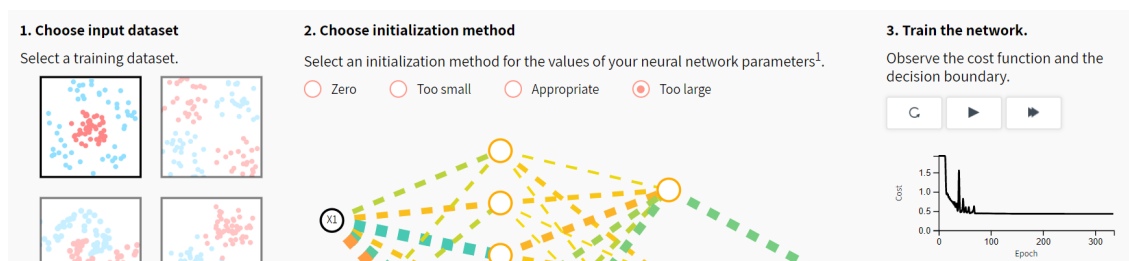 1. Choose input dataset
Select a training dataset.
2. Choose initialization method
Select an initialization method for the values of your neural network parameters¹.
Zero
Too small
Appropriate
Too large
3. Train the network.
Observe the cost function and the
decision boundary.
X1
Cost
1.5
1.0
0.5
0.0
0
100
200
300
Epoch